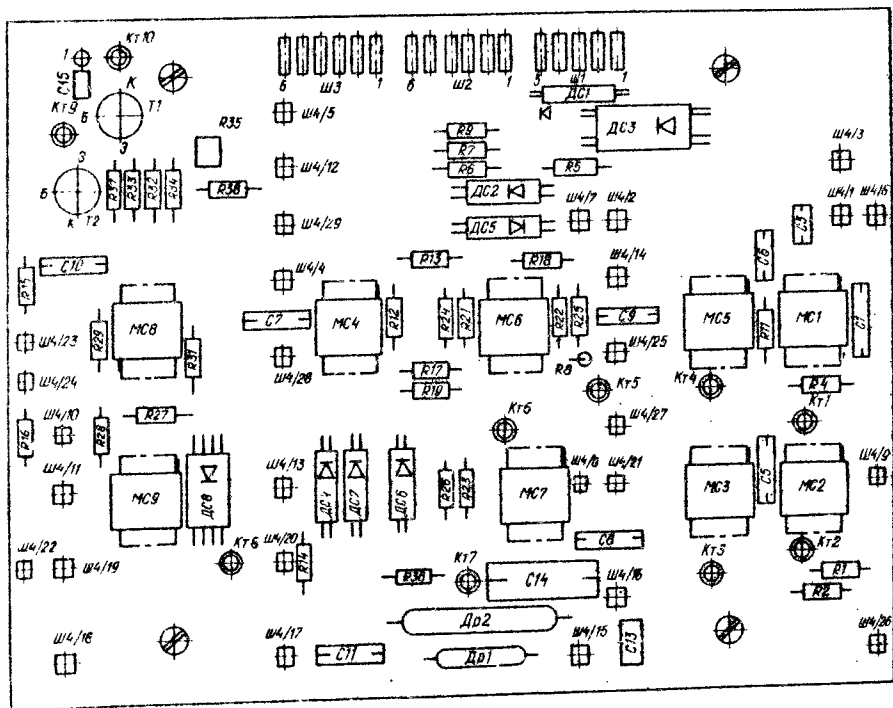 Кт10
1
С15
К
Кт9
Б
Т1
Э
6
Ш3
1
6
Ш2
1
5
Ш1
1
ДС1
ДС3
Ш4/5
R35
R9
R7
R6
R5
Ш4/3
Ш4/12
Э
Б
К
Т2
R37
R33
R32
R34
R38
ДС2
ДС5
Ш4/7
Ш4/2
Ш4/1
Ш4/6
Ш4/29
С3
С6
С10
Ш4/4
R13
R18
Ш4/14
R15
R29
МС8
R31
С7
МС4
R12
R24
R21
МС6
R22
R25
С9
МС5
R11
МС1
С1
Ш4/23
Ш4/28
Ш4/25
R8
Ш4/24
R17
R19
Кт5
Кт4
R4
Кт1
Ш4/10
R16
R28
R27
Кт6
Ш4/27
Ш4/11
МС9
ДС8
Ш4/13
ДС4
ДС7
ДС6
R26
R23
МС7
Ш4/8
Ш4/21
МС3
С5
МС2
Ш4/9
Ш4/22
Ш4/19
Кт6
Ш4/20
R14
R30
Кт7
С14
С8
Ш4/16
Кт3
Кт2
R1
R2
Др2
Ш4/18
Ш4/17
С11
Др1
Ш4/15
С13
Ш4/26